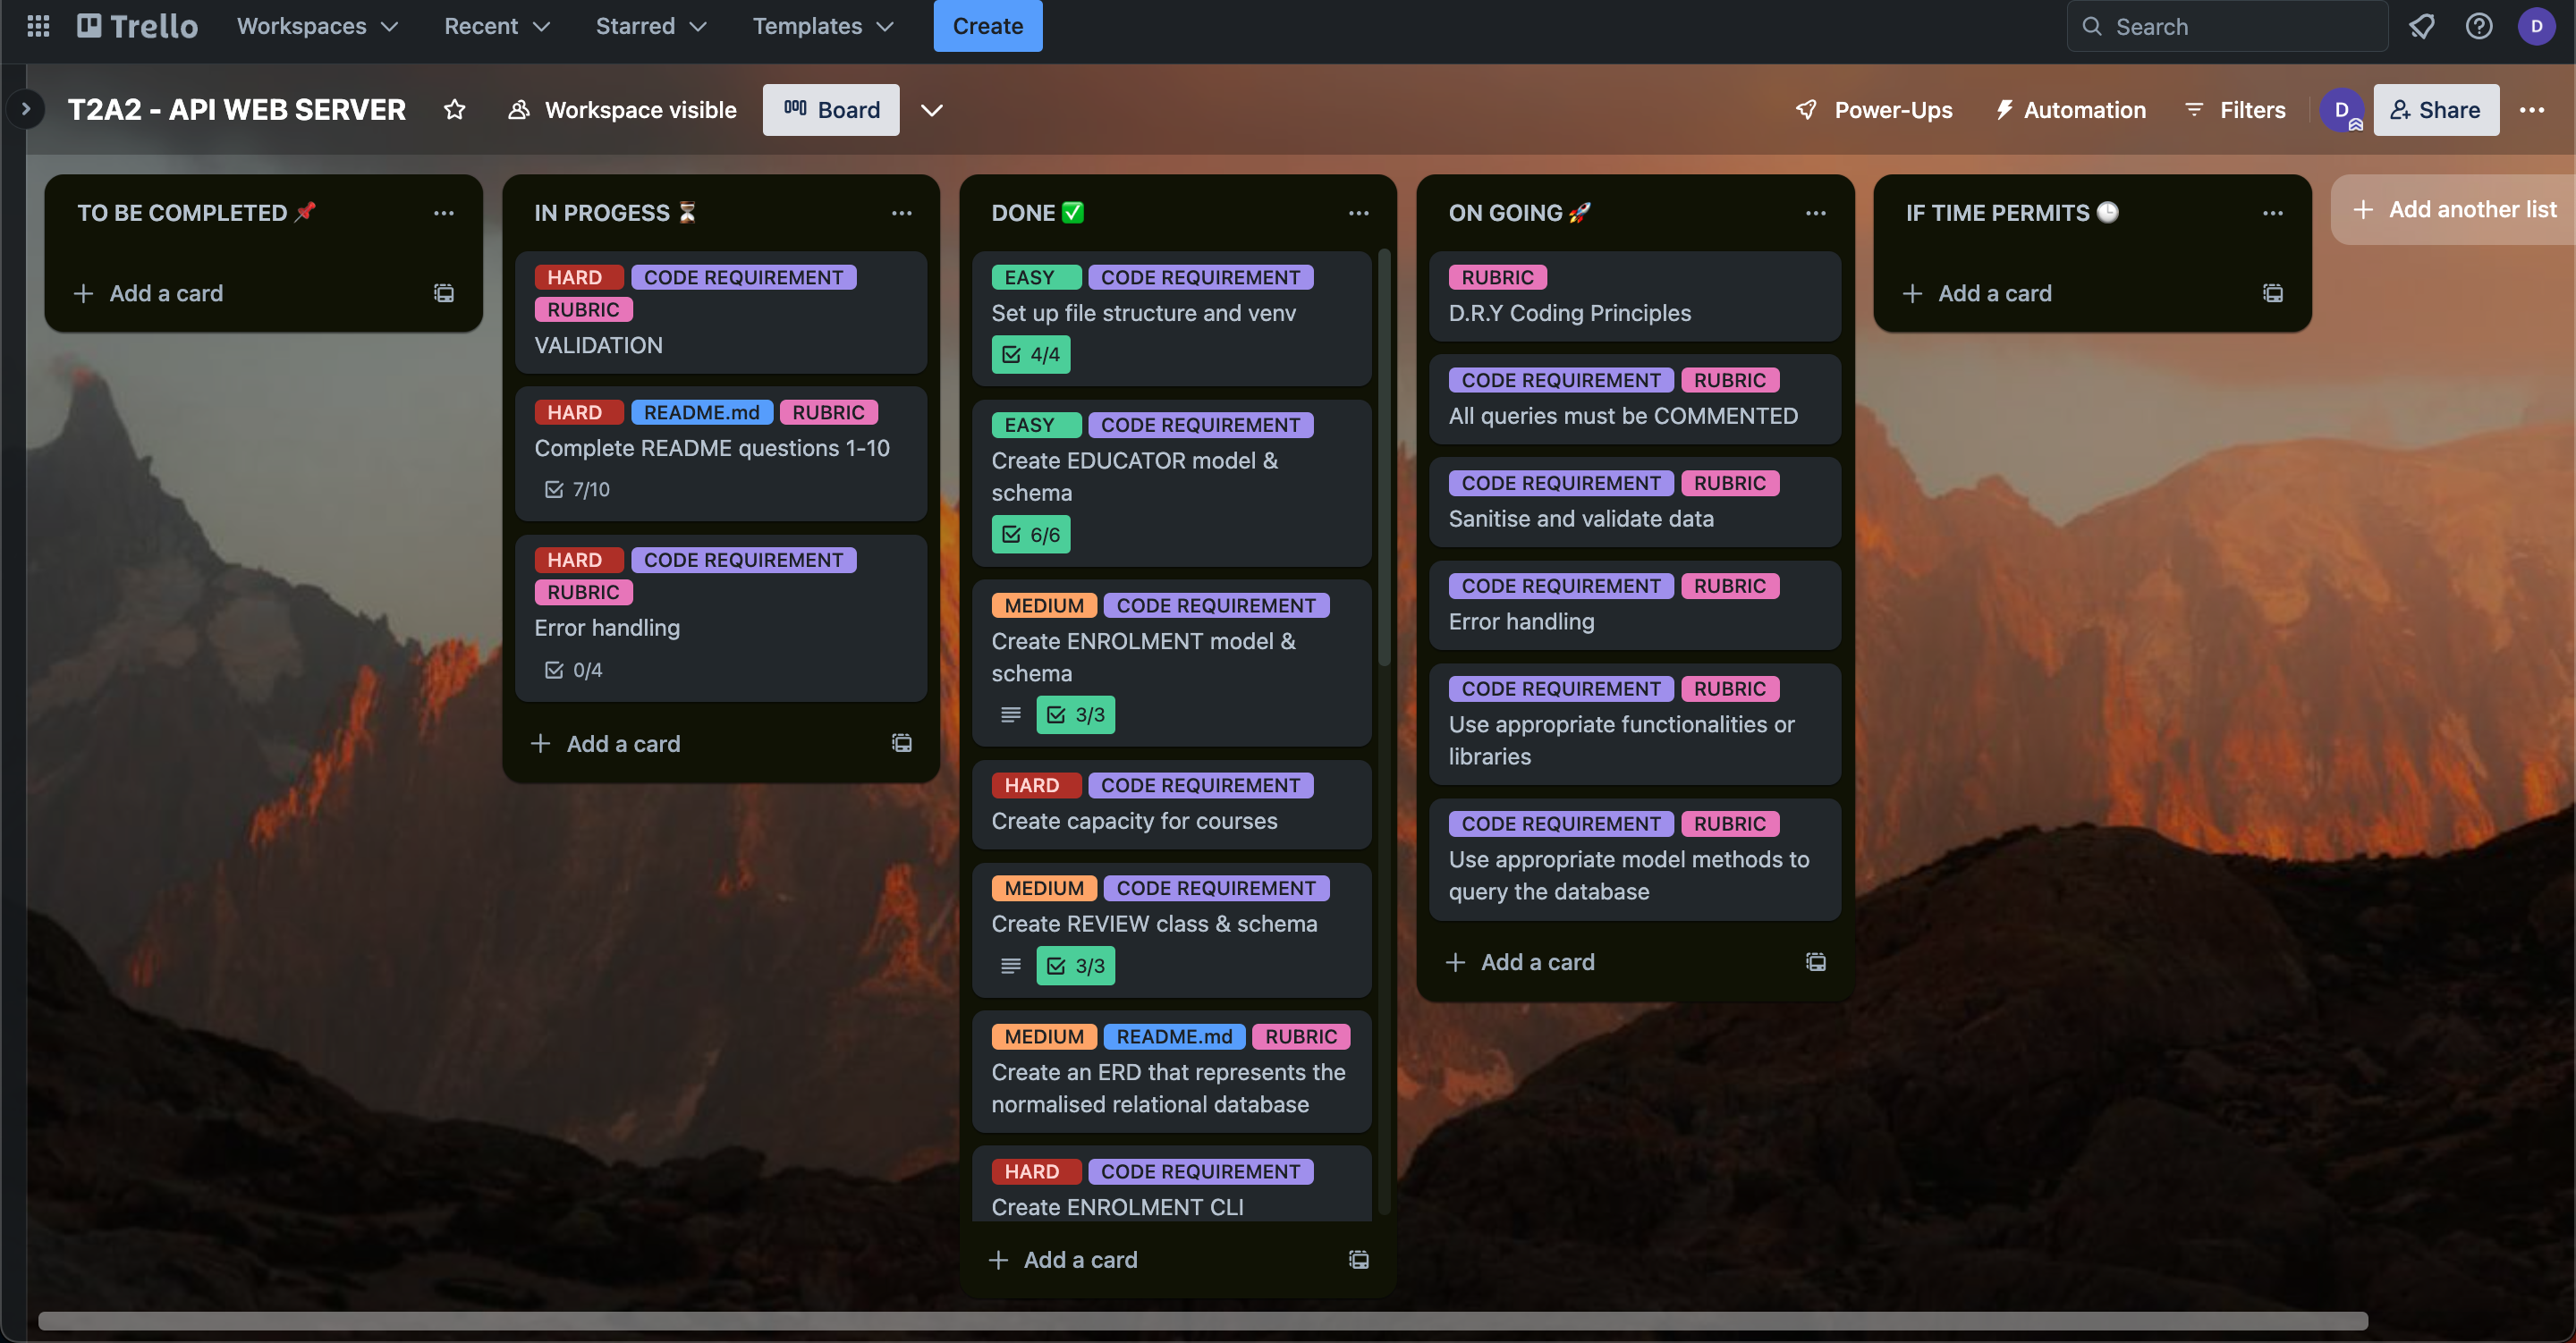 Trello
Workspaces
Recent
Starred
Templates
Create
Search
D
T2A2 - API WEB SERVER
Workspace visible
Board
Power-Ups
Automation
Filters
D
Share
TO BE COMPLETED 📌
Add a card
IN PROGESS ⏳
HARD CODE REQUIREMENT
RUBRIC
VALIDATION
HARD README.md RUBRIC
Complete README questions 1-10
7/10
HARD CODE REQUIREMENT
RUBRIC
Error handling
0/4
Add a card
DONE ✅
EASY CODE REQUIREMENT
Set up file structure and venv
4/4
EASY CODE REQUIREMENT
Create EDUCATOR model &
schema
6/6
MEDIUM CODE REQUIREMENT
Create ENROLMENT model &
schema
3/3
HARD CODE REQUIREMENT
Create capacity for courses
MEDIUM CODE REQUIREMENT
Create REVIEW class & schema
3/3
MEDIUM README.md RUBRIC
Create an ERD that represents the
normalised relational database
HARD CODE REQUIREMENT
Create ENROLMENT CLI
Add a card
ON GOING 🚀
RUBRIC
D.R.Y Coding Principles
CODE REQUIREMENT RUBRIC
All queries must be COMMENTED
CODE REQUIREMENT RUBRIC
Sanitise and validate data
CODE REQUIREMENT RUBRIC
Error handling
CODE REQUIREMENT RUBRIC
Use appropriate functionalities or
libraries
CODE REQUIREMENT RUBRIC
Use appropriate model methods to
query the database
Add a card
IF TIME PERMITS 🕒
Add a card
Add another list